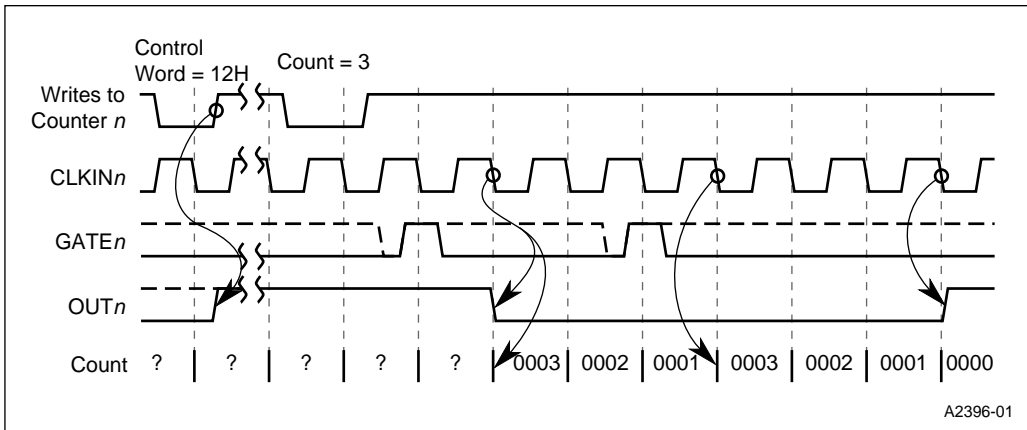 Control
Word = 12H
Count = 3
Writes to
Counter n
CLKINn
GATEn
OUTn
Count ? ? ? ? ? 0003 0002 0001 0003 0002 0001 0000
A2396-01